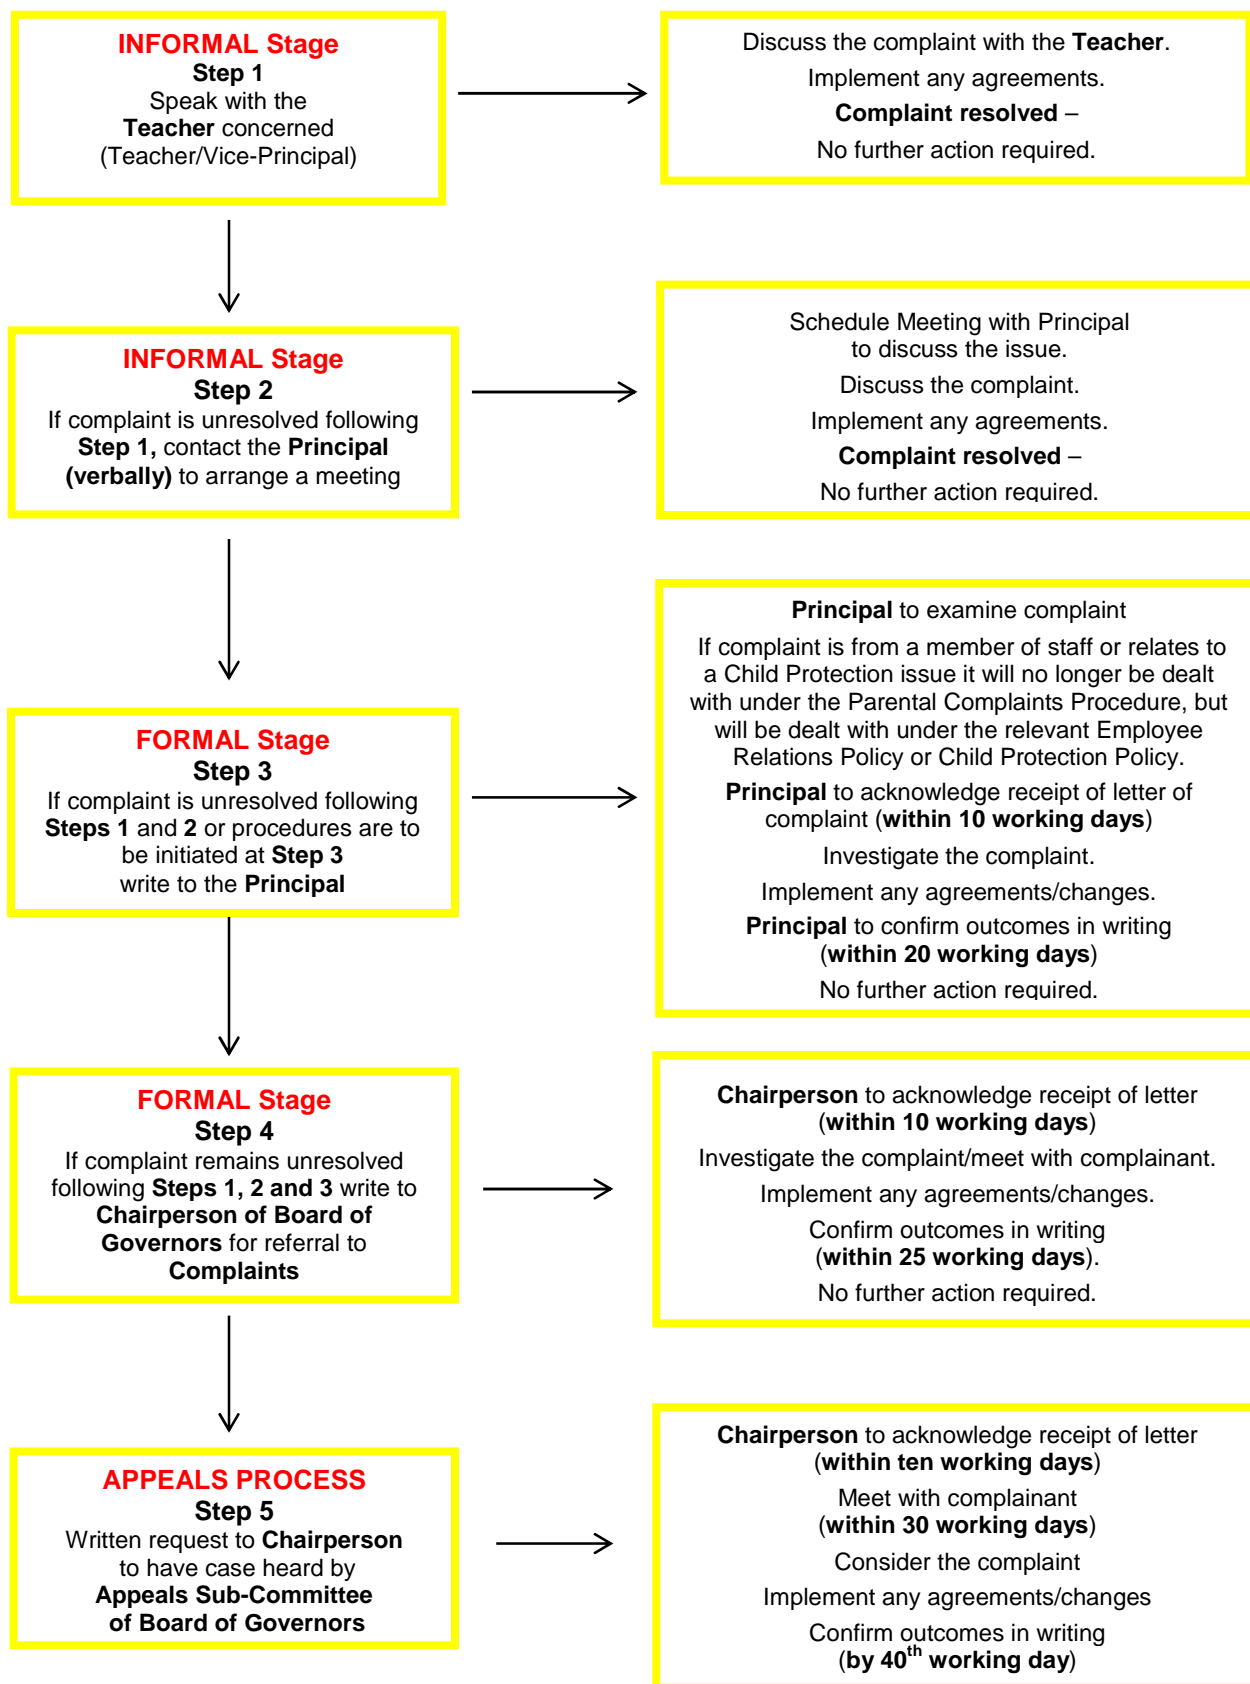 INFORMAL Stage
Step 1
Speak with the
Teacher concerned
(Teacher/Vice-Principal)
Discuss the complaint with the Teacher.
Implement any agreements.
Complaint resolved –
No further action required.
INFORMAL Stage
Step 2
If complaint is unresolved following
Step 1, contact the Principal
(verbally) to arrange a meeting
Schedule Meeting with Principal
to discuss the issue.
Discuss the complaint.
Implement any agreements.
Complaint resolved –
No further action required.
FORMAL Stage
Step 3
If complaint is unresolved following
Steps 1 and 2 or procedures are to
be initiated at Step 3
write to the Principal
Principal to examine complaint
If complaint is from a member of staff or relates to
a Child Protection issue it will no longer be dealt
with under the Parental Complaints Procedure, but
will be dealt with under the relevant Employee
Relations Policy or Child Protection Policy.
Principal to acknowledge receipt of letter of
complaint (within 10 working days)
Investigate the complaint.
Implement any agreements/changes.
Principal to confirm outcomes in writing
(within 20 working days)
No further action required.
FORMAL Stage
Step 4
If complaint remains unresolved
following Steps 1, 2 and 3 write to
Chairperson of Board of
Governors for referral to
Complaints
Chairperson to acknowledge receipt of letter
(within 10 working days)
Investigate the complaint/meet with complainant.
Implement any agreements/changes.
Confirm outcomes in writing
(within 25 working days).
No further action required.
APPEALS PROCESS
Step 5
Written request to Chairperson
to have case heard by
Appeals Sub-Committee
of Board of Governors
Chairperson to acknowledge receipt of letter
(within ten working days)
Meet with complainant
(within 30 working days)
Consider the complaint
Implement any agreements/changes
Confirm outcomes in writing
(by 40th working day)